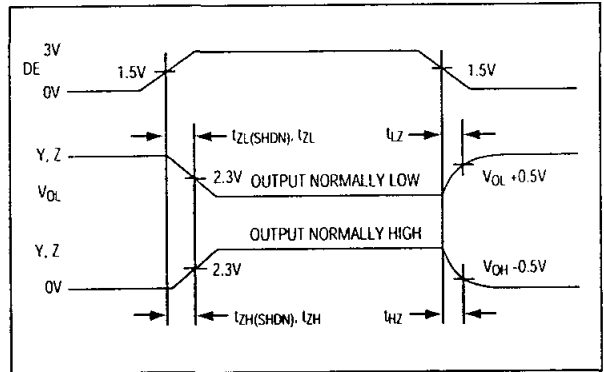 3V
DE
1.5V
1.5V
0V
tZL(SHDN), tZL
tLZ
Y, Z
2.3V
OUTPUT NORMALLY LOW
VOL +0.5V
VOL
OUTPUT NORMALLY HIGH
Y, Z
2.3V
VOH -0.5V
0V
tZH(SHDN), tZH
tHZ